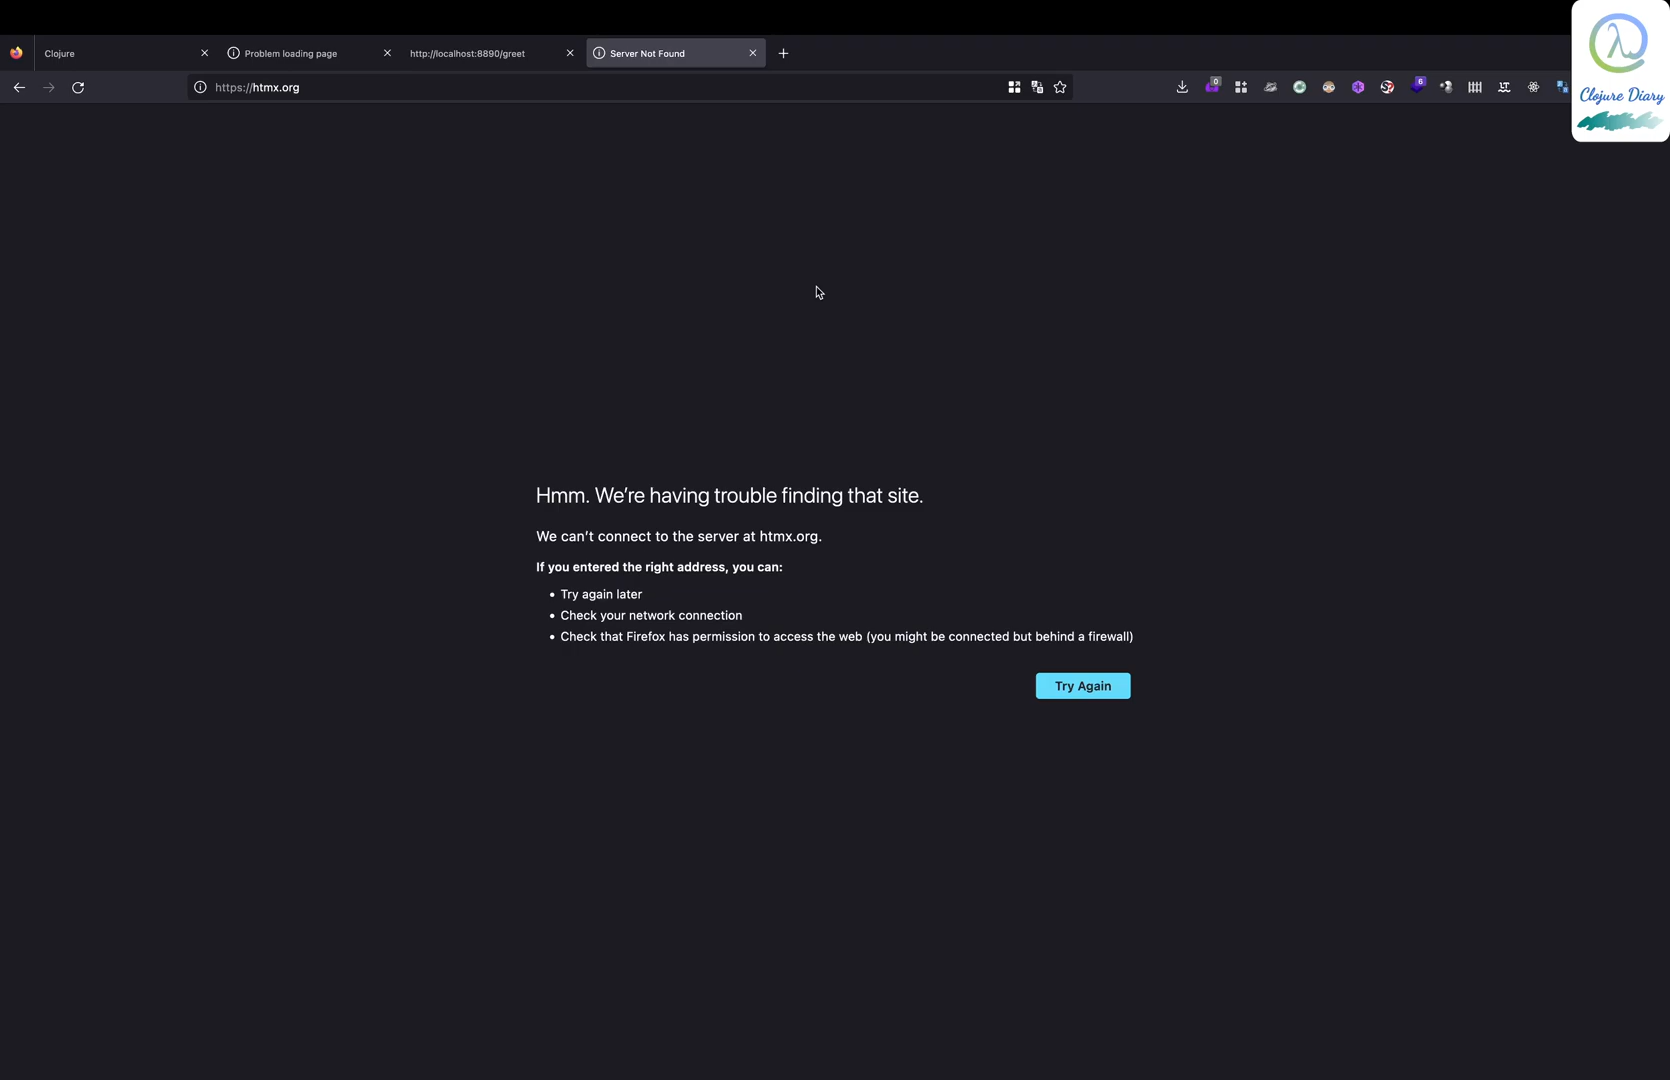 Clojure
Problem loading page
http://localhost:8890/greet
Server Not Found
https://htmx.org
0
6
LT
λ
Clojure Diary
Hmm. We're having trouble finding that site.
We can't connect to the server at htmx.org.
If you entered the right address, you can:
Try again later
Check your network connection
Check that Firefox has permission to access the web (you might be connected but behind a firewall)
Try Again